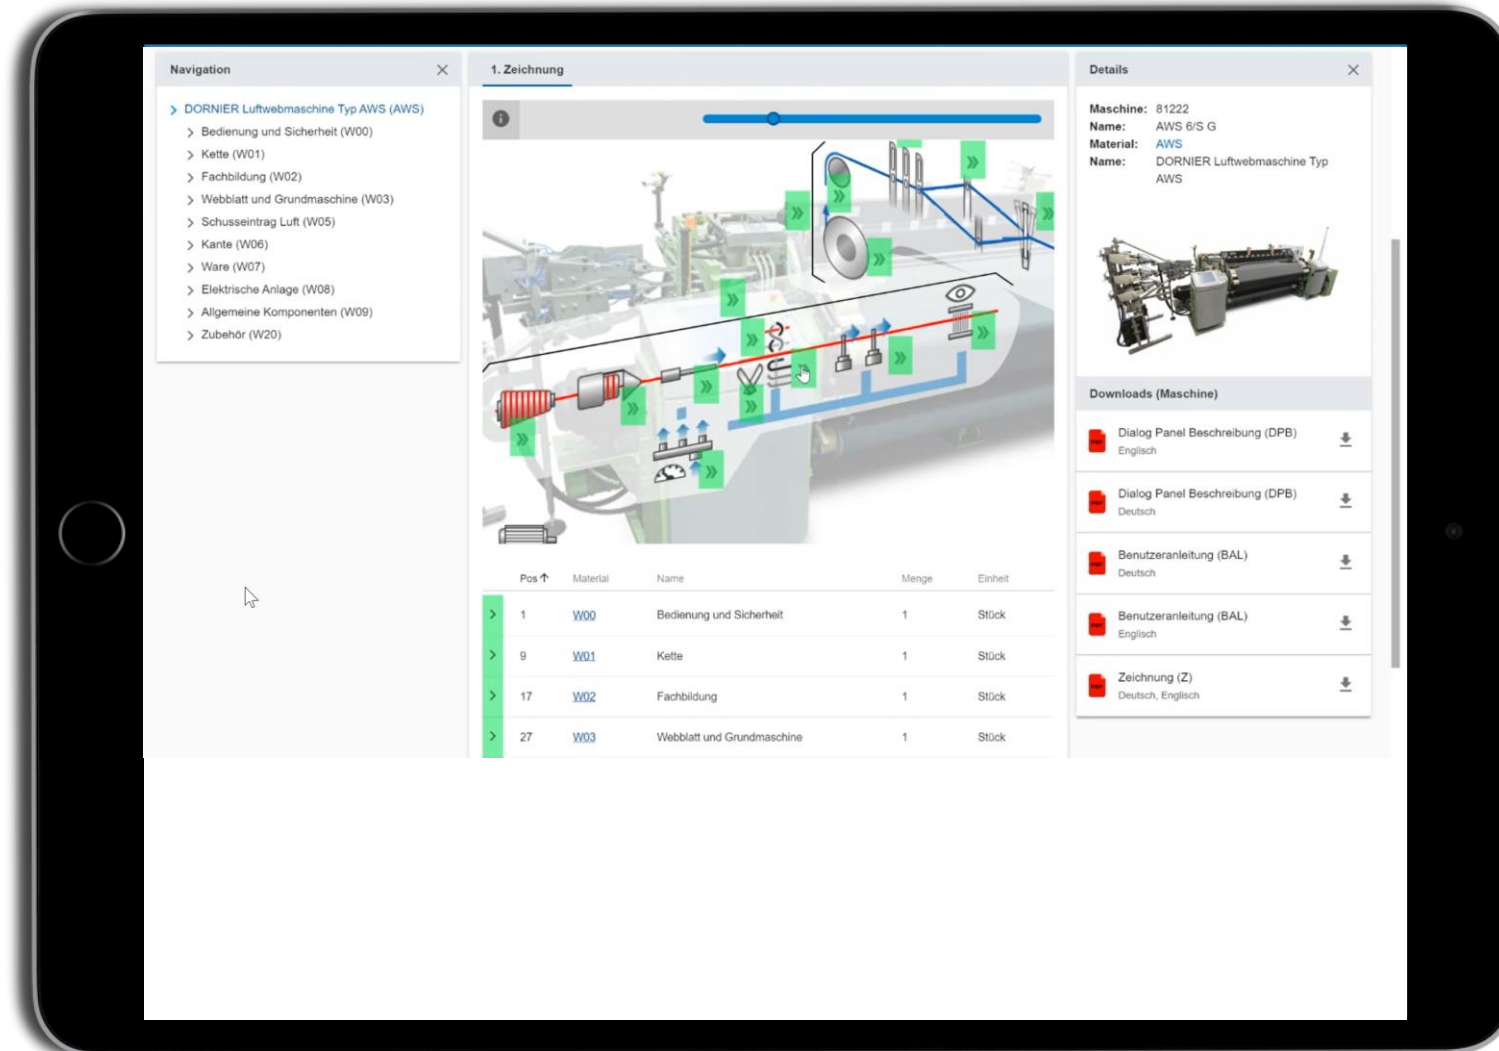 Navigation
DORNIER Luftwebmaschine Typ AWS (AWS)
Bedienung und Sicherheit (W00)
Kette (W01)
Fachbildung (W02)
Webblatt und Grundmaschine (W03)
Schusseintrag Luft (W05)
Kante (W06)
Ware (W07)
Elektrische Anlage (W08)
Allgemeine Komponenten (W09)
Zubehör (W20)
1. Zeichnung
Pos Material Name Menge Einheit
1 W00 Bedienung und Sicherheit 1 Stück
9 W01 Kette 1 Stück
17 W02 Fachbildung 1 Stück
27 W03 Webblatt und Grundmaschine 1 Stück
Details
Maschine: 81222
Name: AWS 6/S G
Material: AWS
Name: DORNIER Luftwebmaschine Typ
AWS
Downloads (Maschine)
Dialog Panel Beschreibung (DPB)
Englisch
Dialog Panel Beschreibung (DPB)
Deutsch
Benutzeranleitung (BAL)
Deutsch
Benutzeranleitung (BAL)
Englisch
Zeichnung (Z)
Deutsch, Englisch